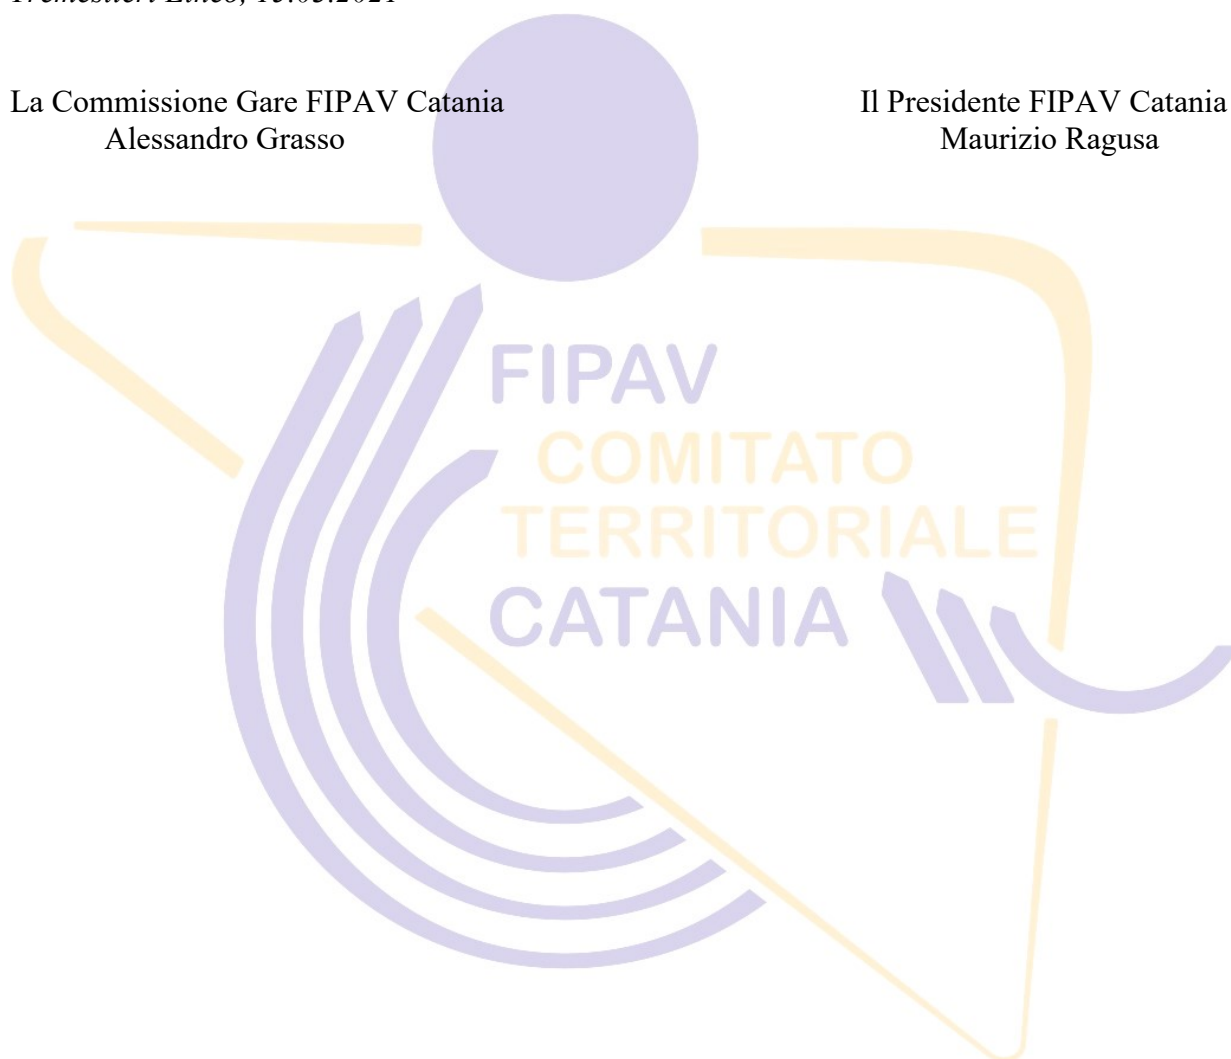 La Commissione Gare FIPAV Catania Il Presidente FIPAV Catania
Alessandro Grasso Maurizio Ragusa
FIPAV
COMITATO
TERRITORIALE
CATANIA